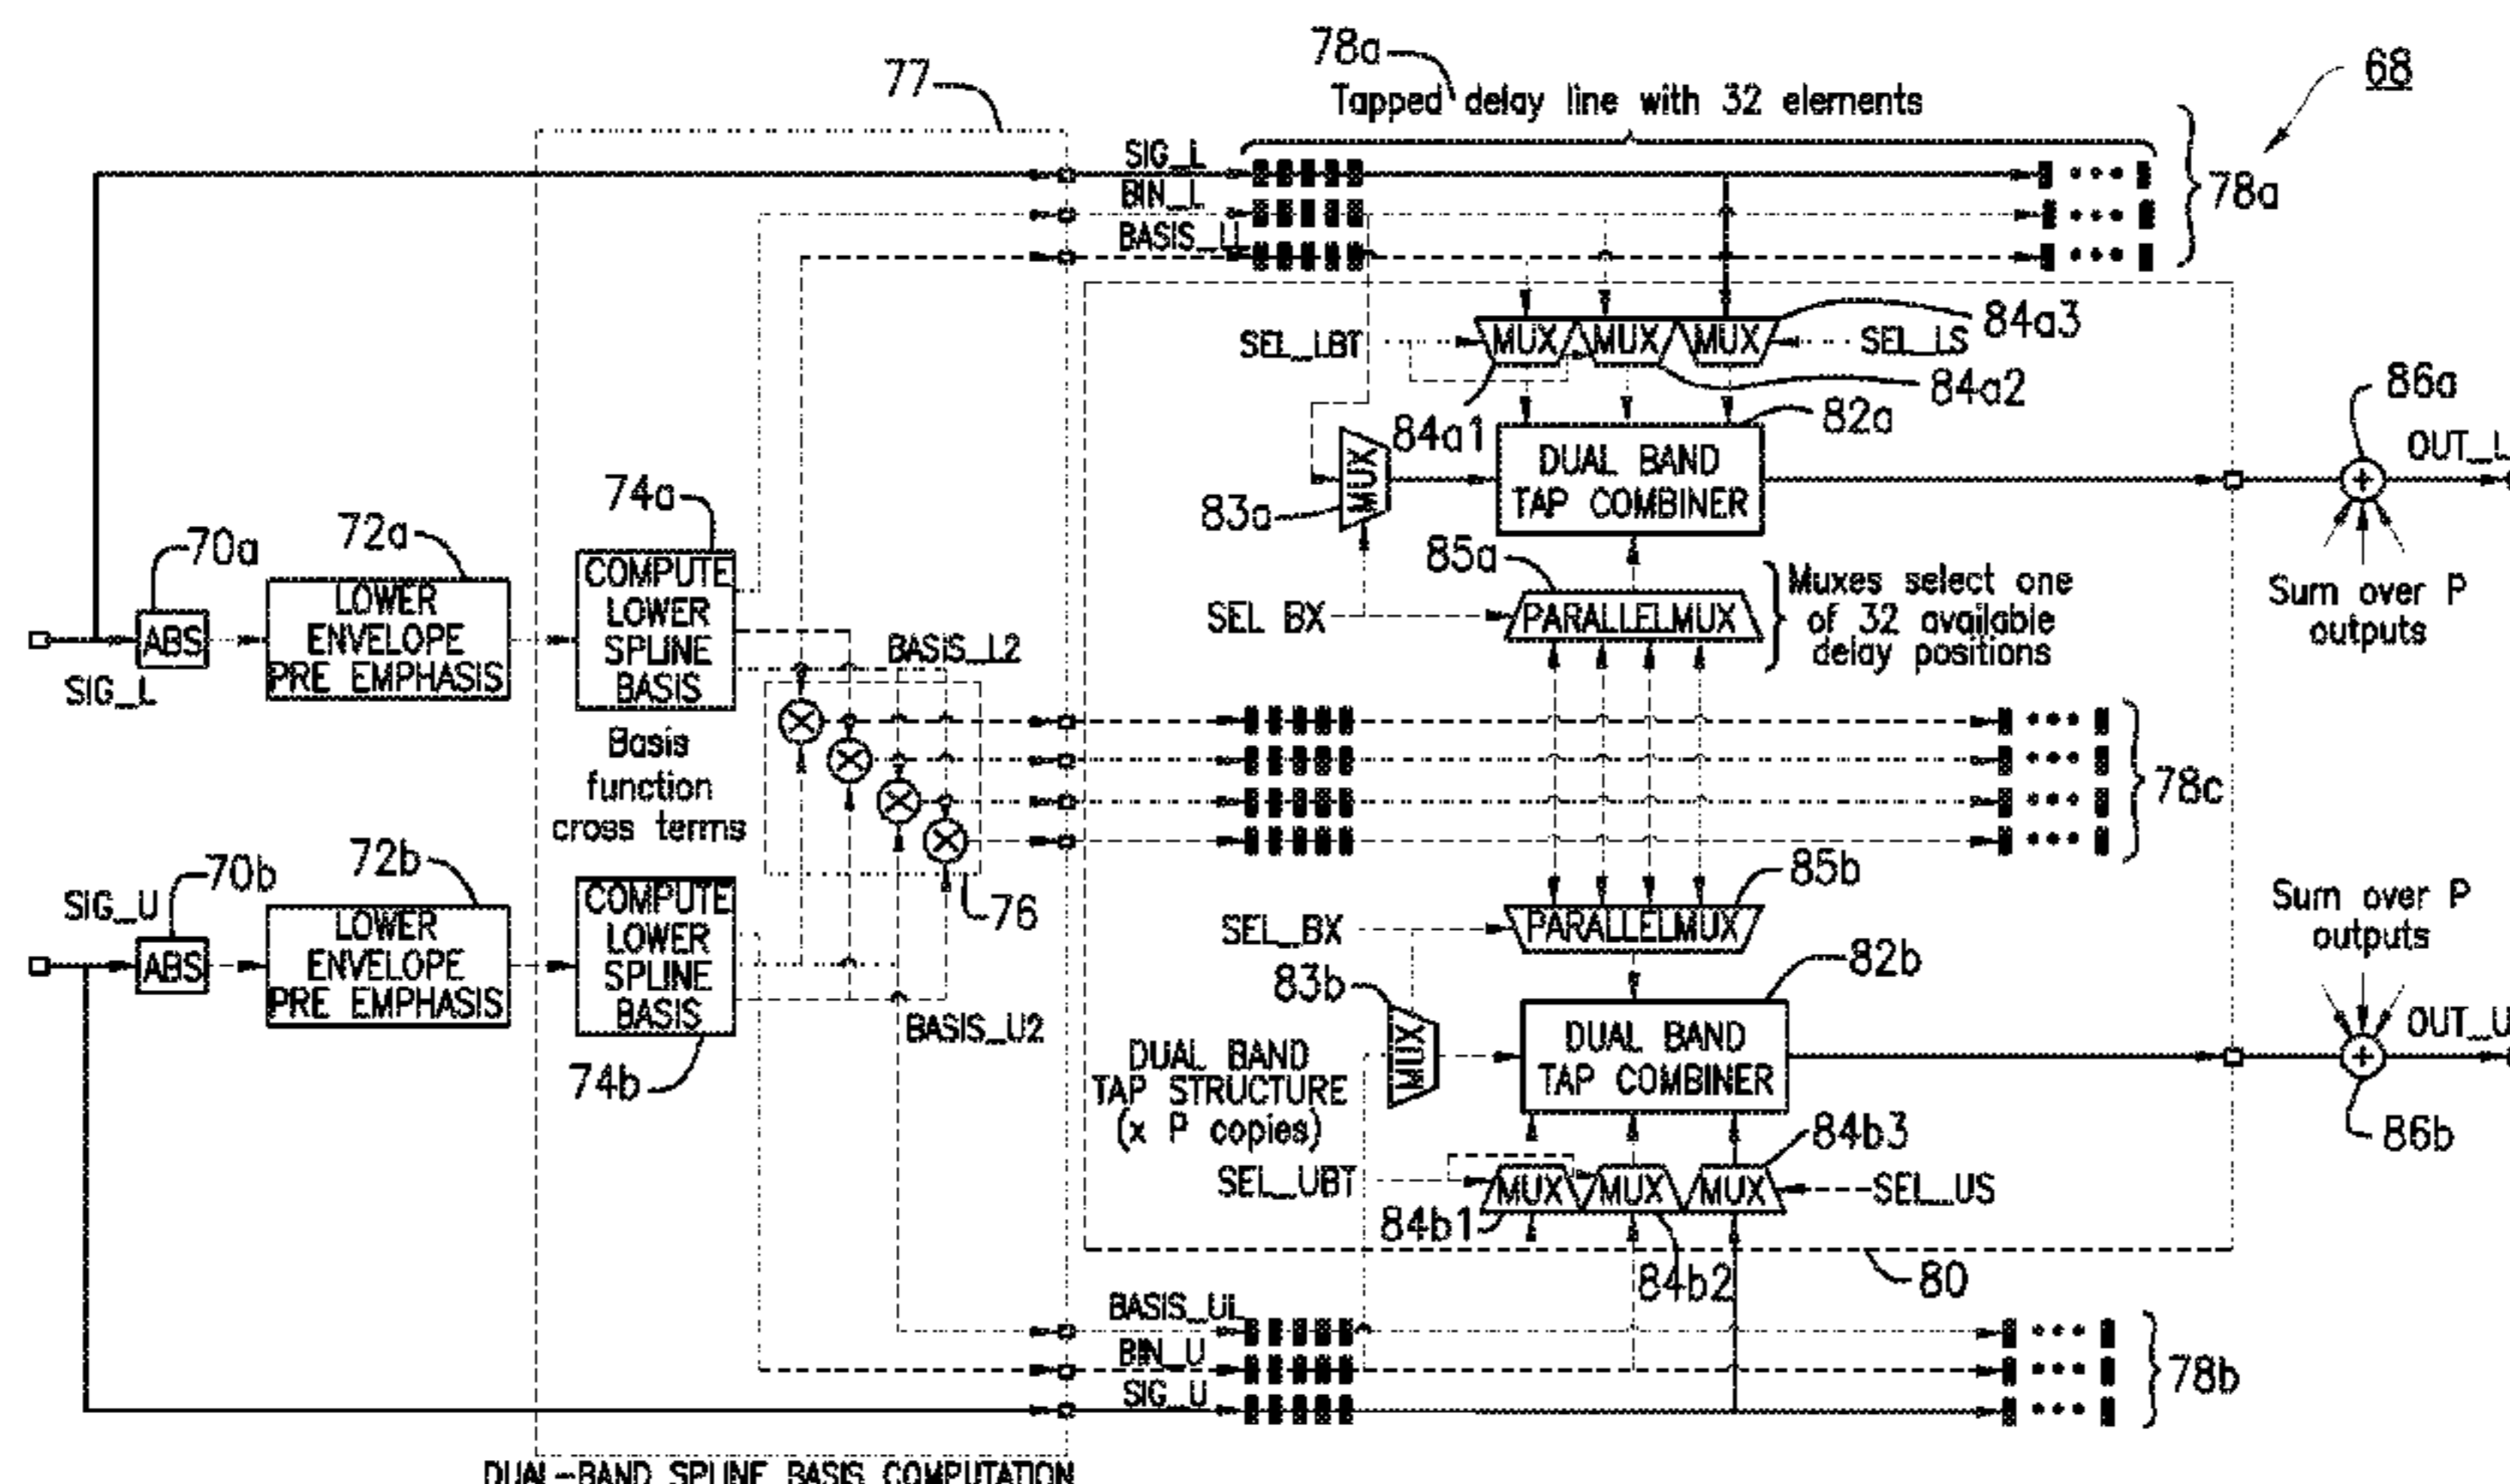 78a
68
77
Tapped delay line with 32 elements
SIG_L
BIN_L
BASIS_UL
78a
SEL_LBT
MUX
MUX
MUX
SEL_LS
84a3
84a2
84a1
82a
86a
OUT_L
MUX
83a
DUAL BAND
TAP COMBINER
74a
72a
70a
85a
SEL BX
PARALLELMUX
Muxes select one
of 32 available
delay positions
Sum over P
outputs
ABS
SIG_L
LOWER
ENVELOPE
PRE EMPHASIS
COMPUTE
LOWER
SPLINE
BASIS
BASIS_L2
Basis
function
cross terms
78c
76
85b
SIG_U
70b
72b
ABS
LOWER
ENVELOPE
PRE EMPHASIS
COMPUTE
LOWER
SPLINE
BASIS
BASIS_U2
74b
SEL_BX
PARALLELMUX
83b
82b
MUX
DUAL BAND
TAP COMBINER
Sum over P
outputs
OUT_U
86b
DUAL BAND
TAP STRUCTURE
(x P copies)
84b3
SEL_UBT
MUX
MUX
MUX
SEL_US
84b1
84b2
80
BASIS_UL
BIN_U
SIG_U
78b
DUAL-BAND SPLINE BASIS COMPUTATION